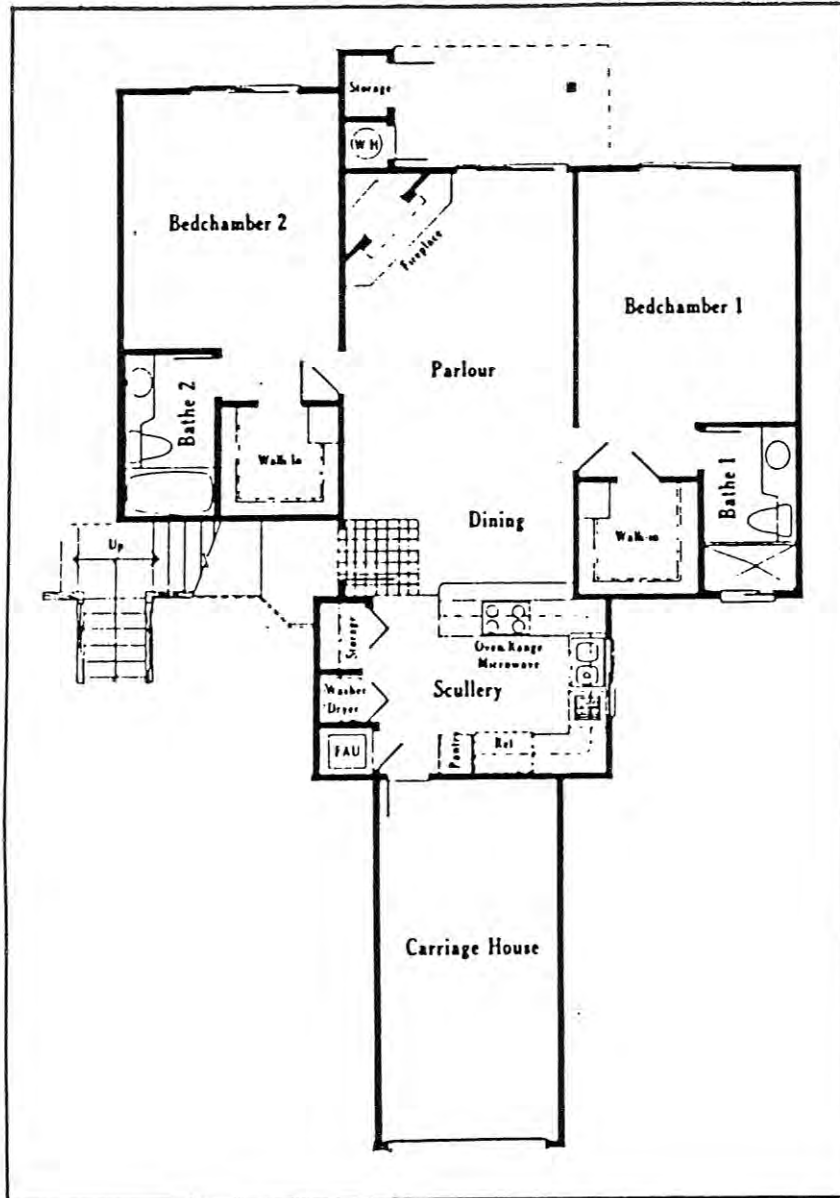 Storage
(WH)
Bedchamber 2
Fireplace
Bedchamber 1
Parlour
Bathe 2
Walk In
Bathe 1
Dining
Walk-in
Up
Storage
Oven Range
Microwave
Washer
Dryer
Scullery
FAU
Pantry
Ref
Carriage House